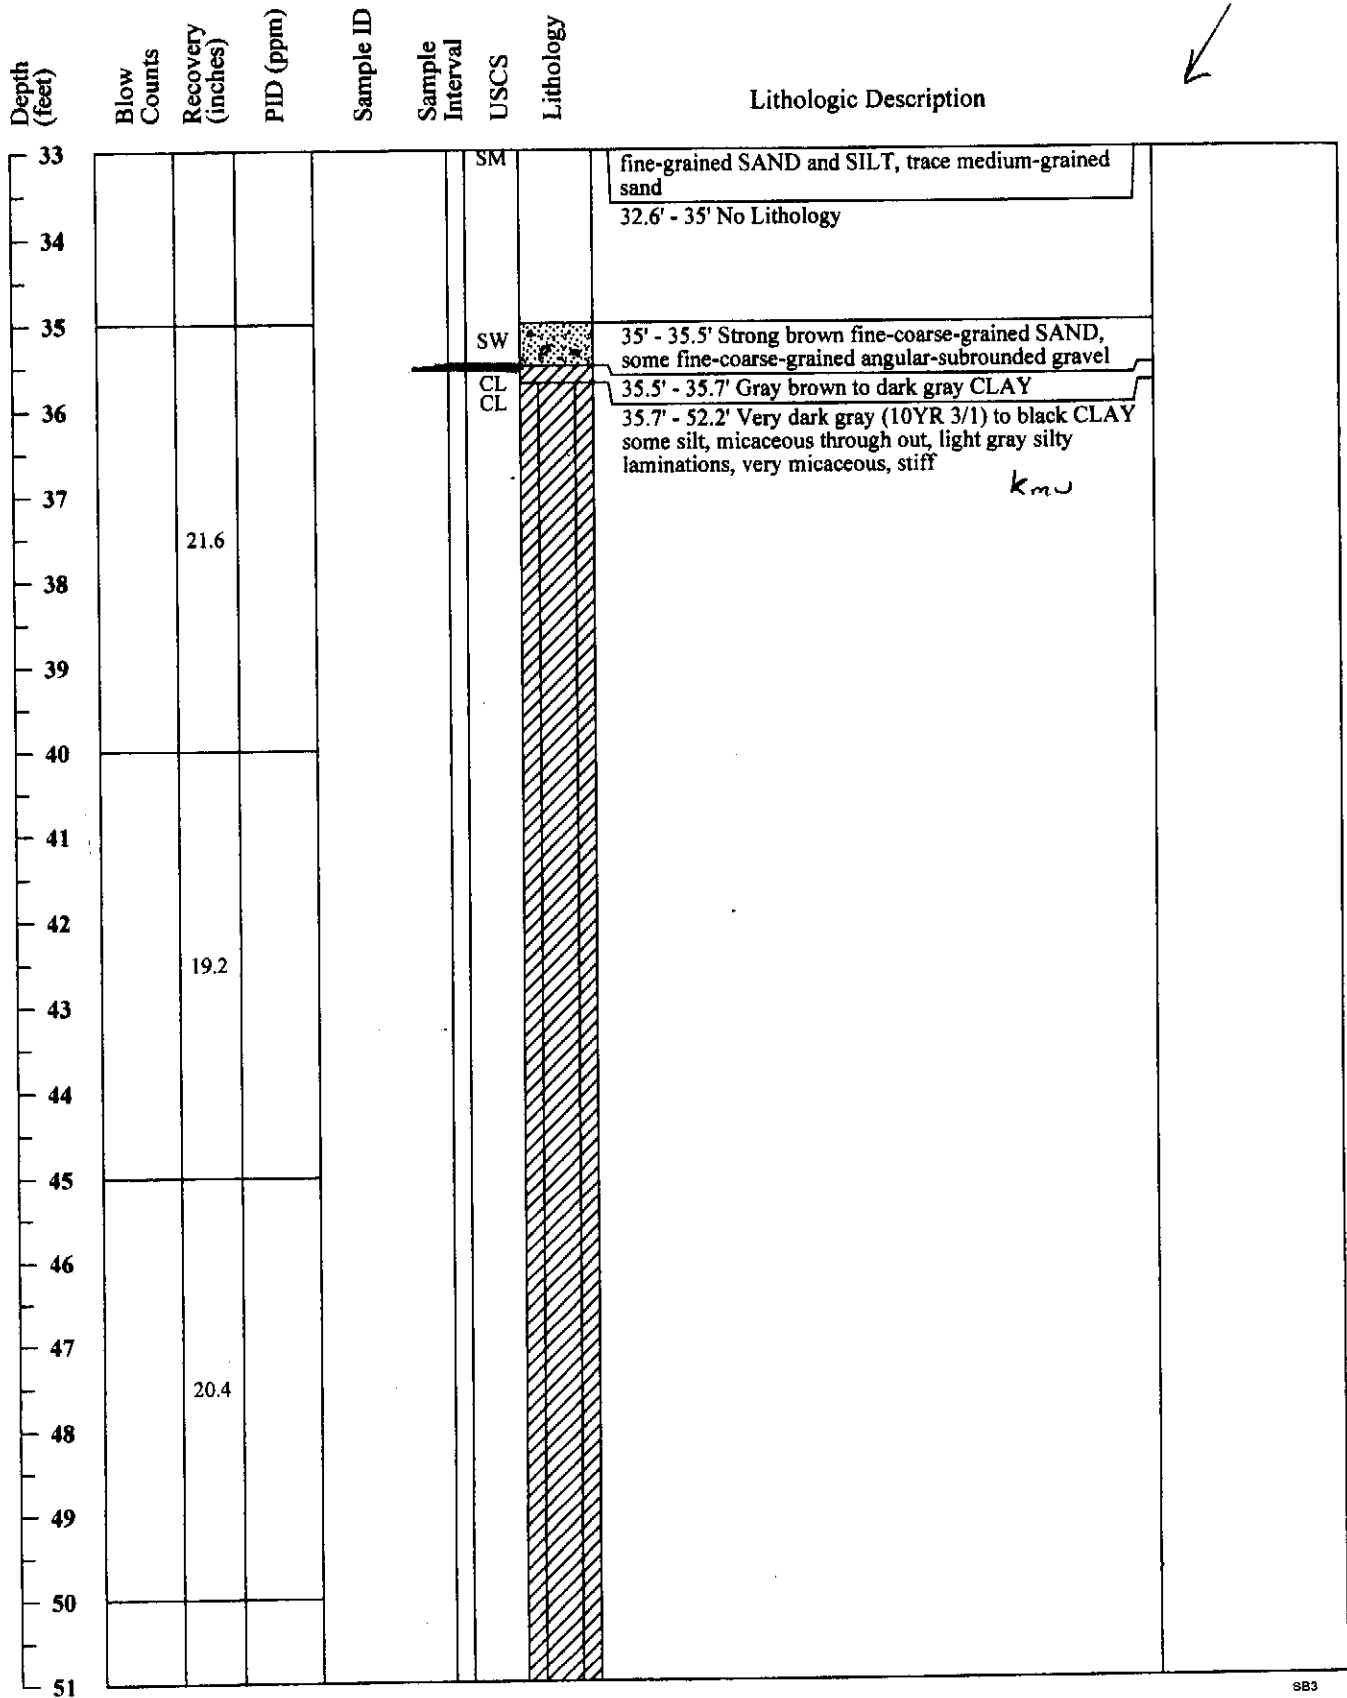 Depth
(feet)
Blow
Counts
Recovery
(inches)
PID (ppm)
Sample ID
Sample
Interval
USCS
Lithology
Lithologic Description
33
SM
fine-grained SAND and SILT, trace medium-grained
sand
32.6' - 35' No Lithology
34
35
SW
35' - 35.5' Strong brown fine-coarse-grained SAND,
some fine-coarse-grained angular-subrounded gravel
CL
35.5' - 35.7' Gray brown to dark gray CLAY
36
CL
35.7' - 52.2' Very dark gray (10YR 3/1) to black CLAY
some silt, micaceous through out, light gray silty
laminations, very micaceous, stiff
Kmu
37
21.6
38
39
40
41
42
19.2
43
44
45
46
47
20.4
48
49
50
51
SB3